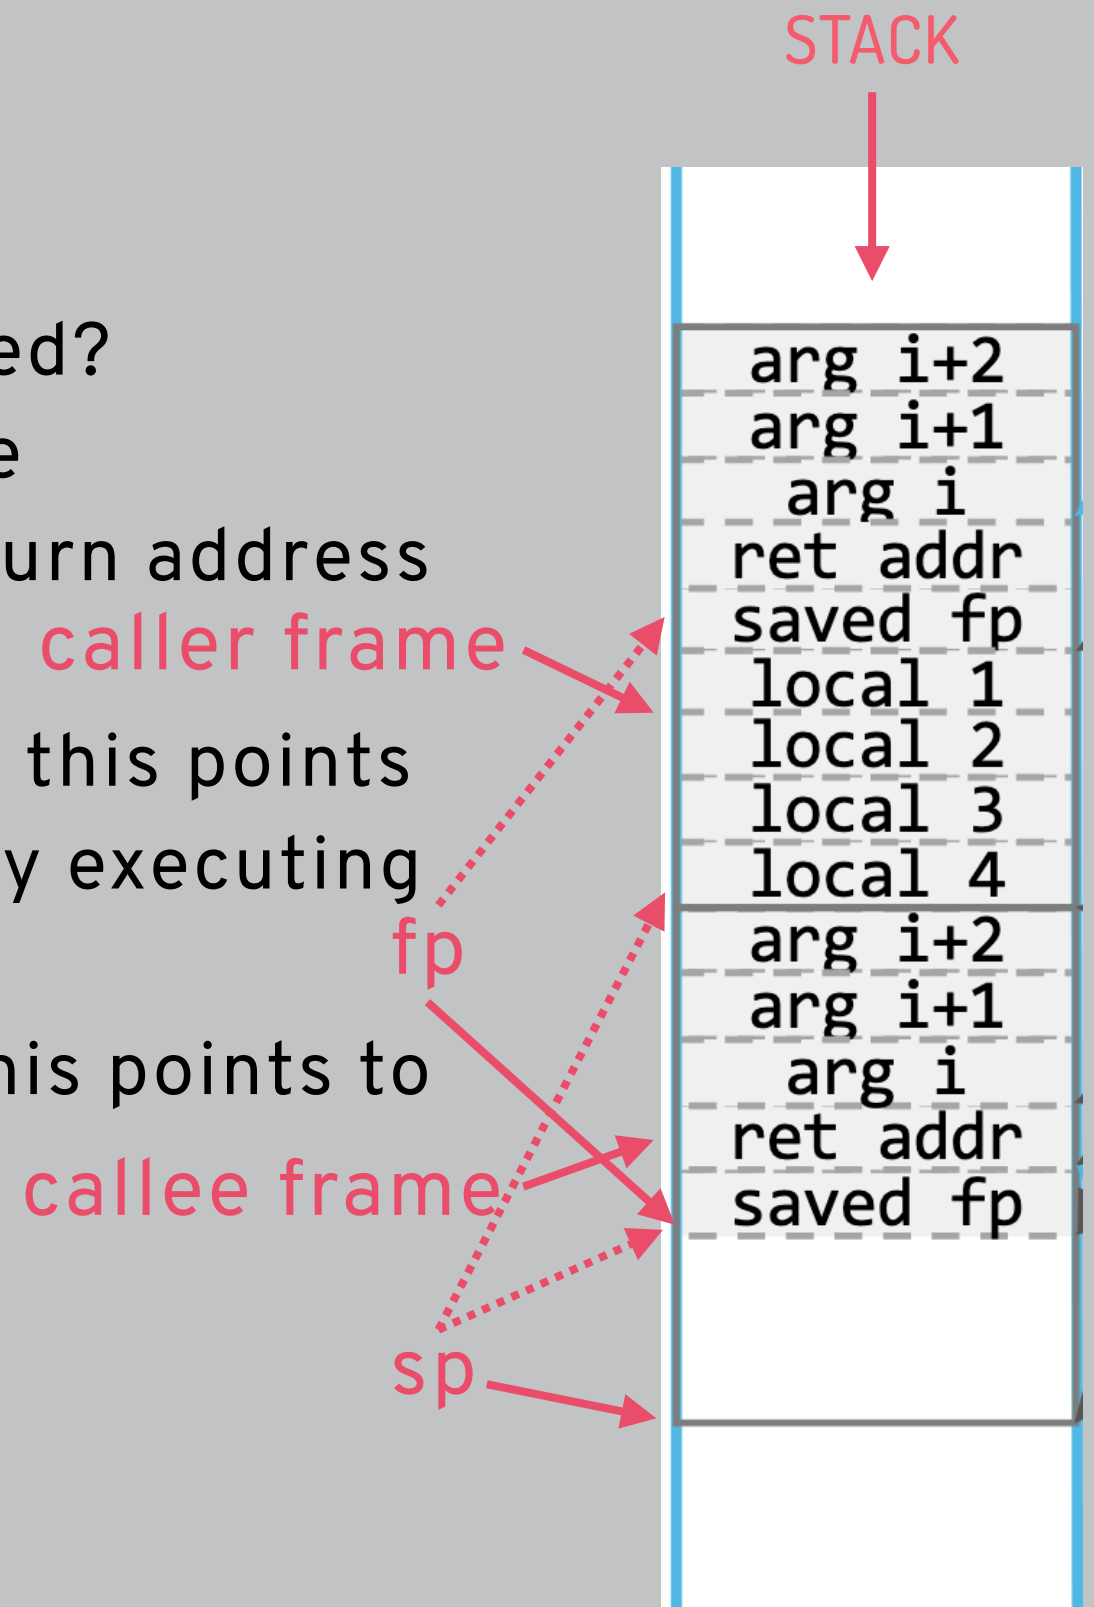 STACK
ed?
e
urn address
caller frame
this points
y executing
fp
his points to
callee frame
sp
arg i+2
arg i+1
arg i
ret addr
saved fp
local 1
local 2
local 3
local 4
arg i+2
arg i+1
arg i
ret addr
saved fp